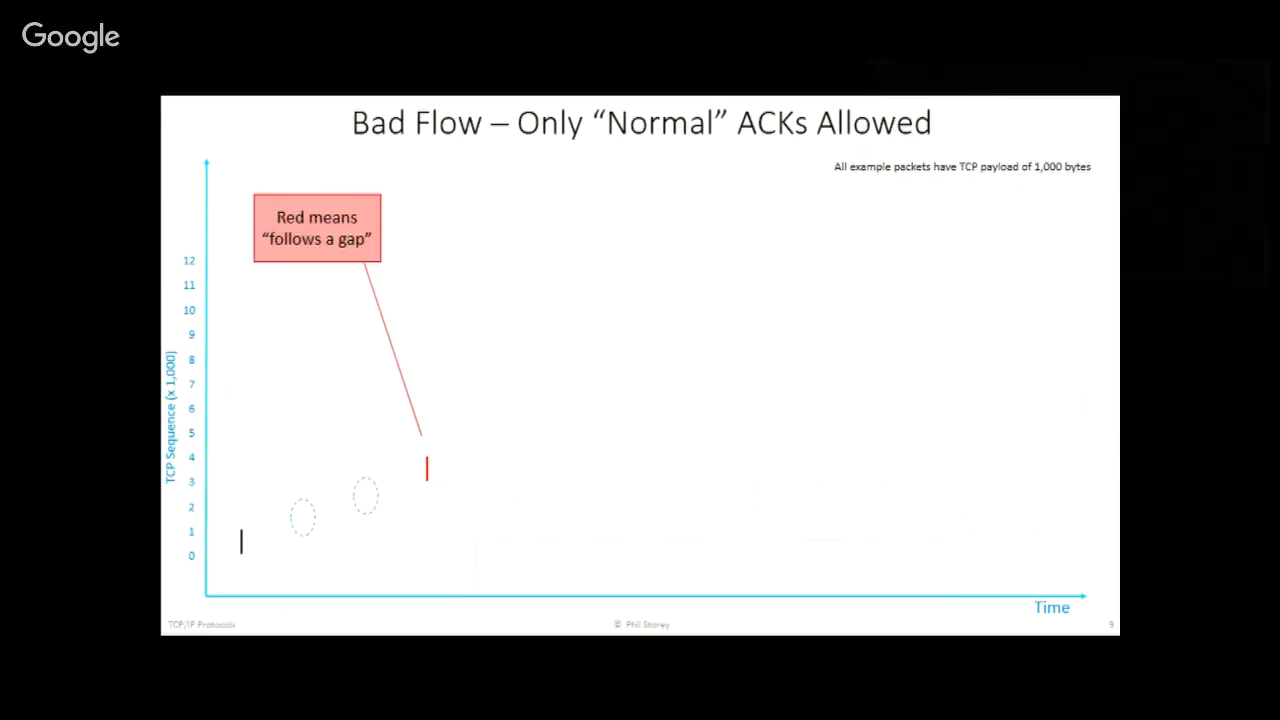 Google
Bad Flow – Only “Normal” ACKs Allowed
All example packets have TCP payload of 1,000 bytes
Red means
“follows a gap”
12
11
10
9
8
7
6
5
4
3
2
1
0
TCP Sequence (x 1,000)
Time
TCP/IP Protocols
© Phil Storey
9